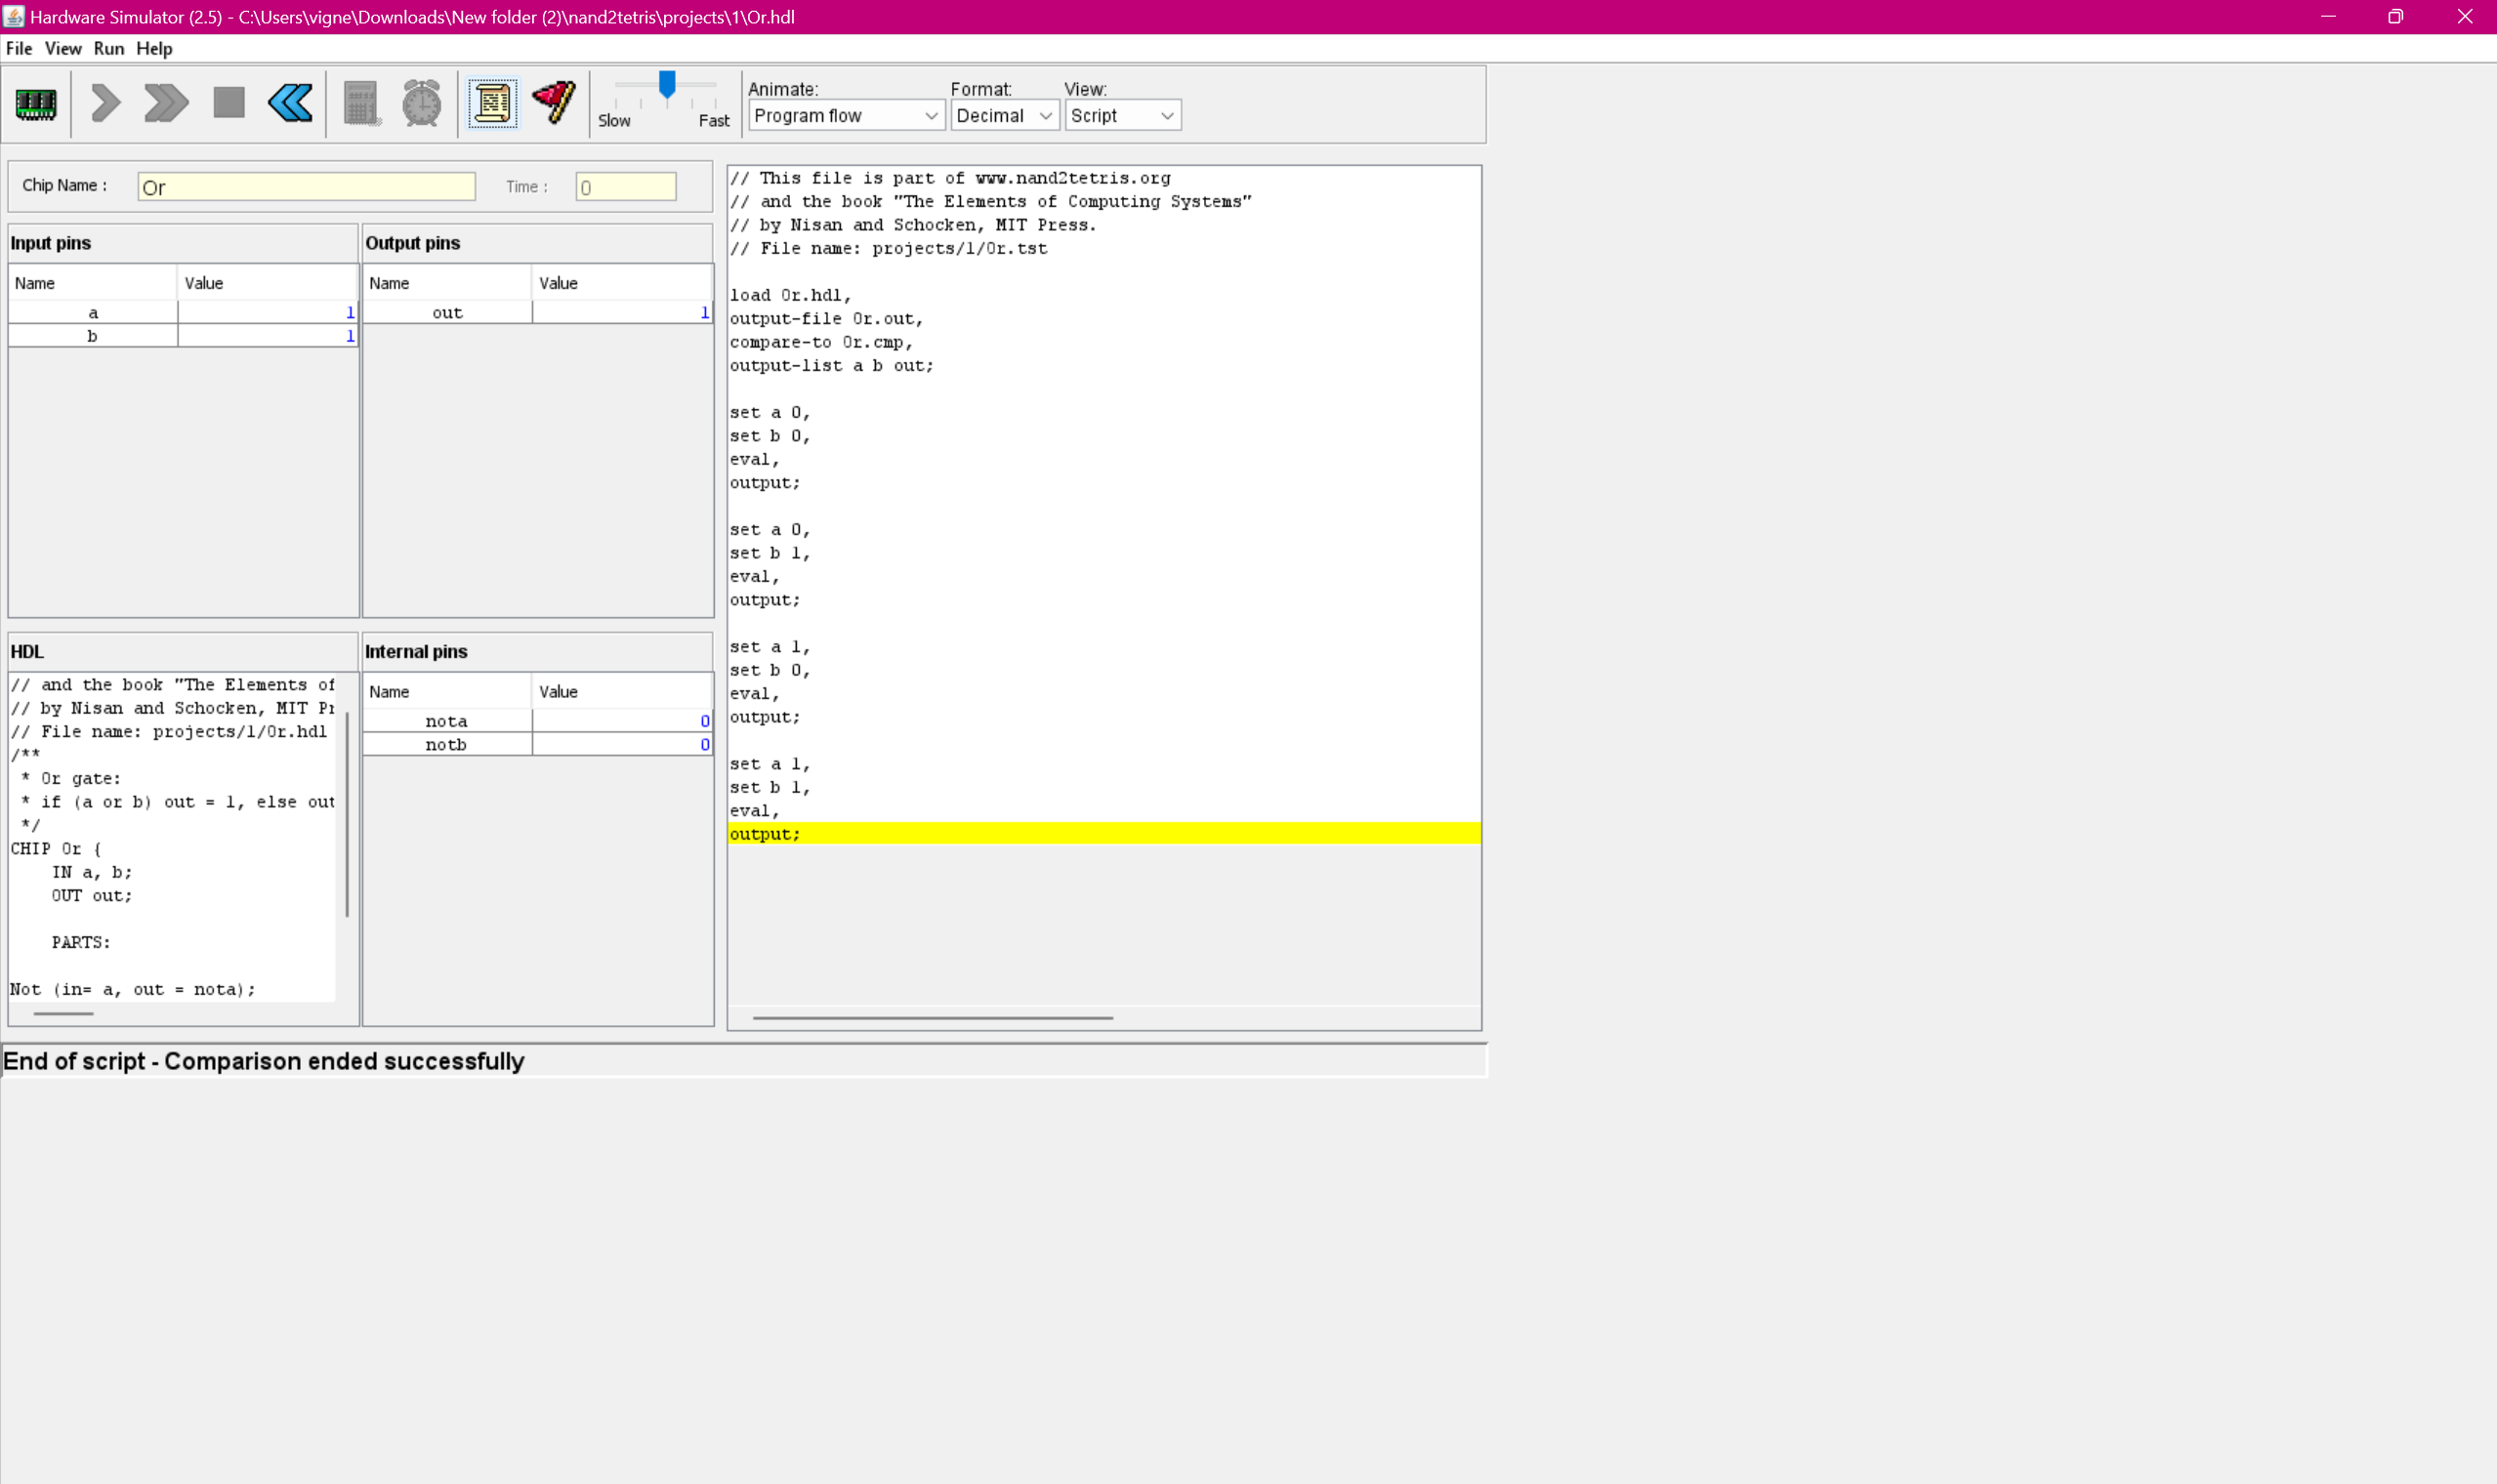 Hardware Simulator (2.5) - C:\Users\vigne\Downloads\New folder (2)\nand2tetris\projects\1\Or.hdl
File View Run Help
Slow Fast
Animate: Format: View:
Program flow Decimal Script
Chip Name : Or Time : 0
Input pins
Name Value
a 1
b 1
Output pins
Name Value
out 1
HDL
// and the book "The Elements of
// by Nisan and Schocken, MIT Pr
// File name: projects/1/Or.hdl
/**
* Or gate:
* if (a or b) out = 1, else out
*/
CHIP Or {
IN a, b;
OUT out;
PARTS:
Not (in= a, out = nota);
Internal pins
Name Value
nota 0
notb 0
// This file is part of www.nand2tetris.org
// and the book "The Elements of Computing Systems"
// by Nisan and Schocken, MIT Press.
// File name: projects/1/Or.tst
load Or.hdl,
output-file Or.out,
compare-to Or.cmp,
output-list a b out;
set a 0,
set b 0,
eval,
output;
set a 0,
set b 1,
eval,
output;
set a 1,
set b 0,
eval,
output;
set a 1,
set b 1,
eval,
output;
End of script - Comparison ended successfully